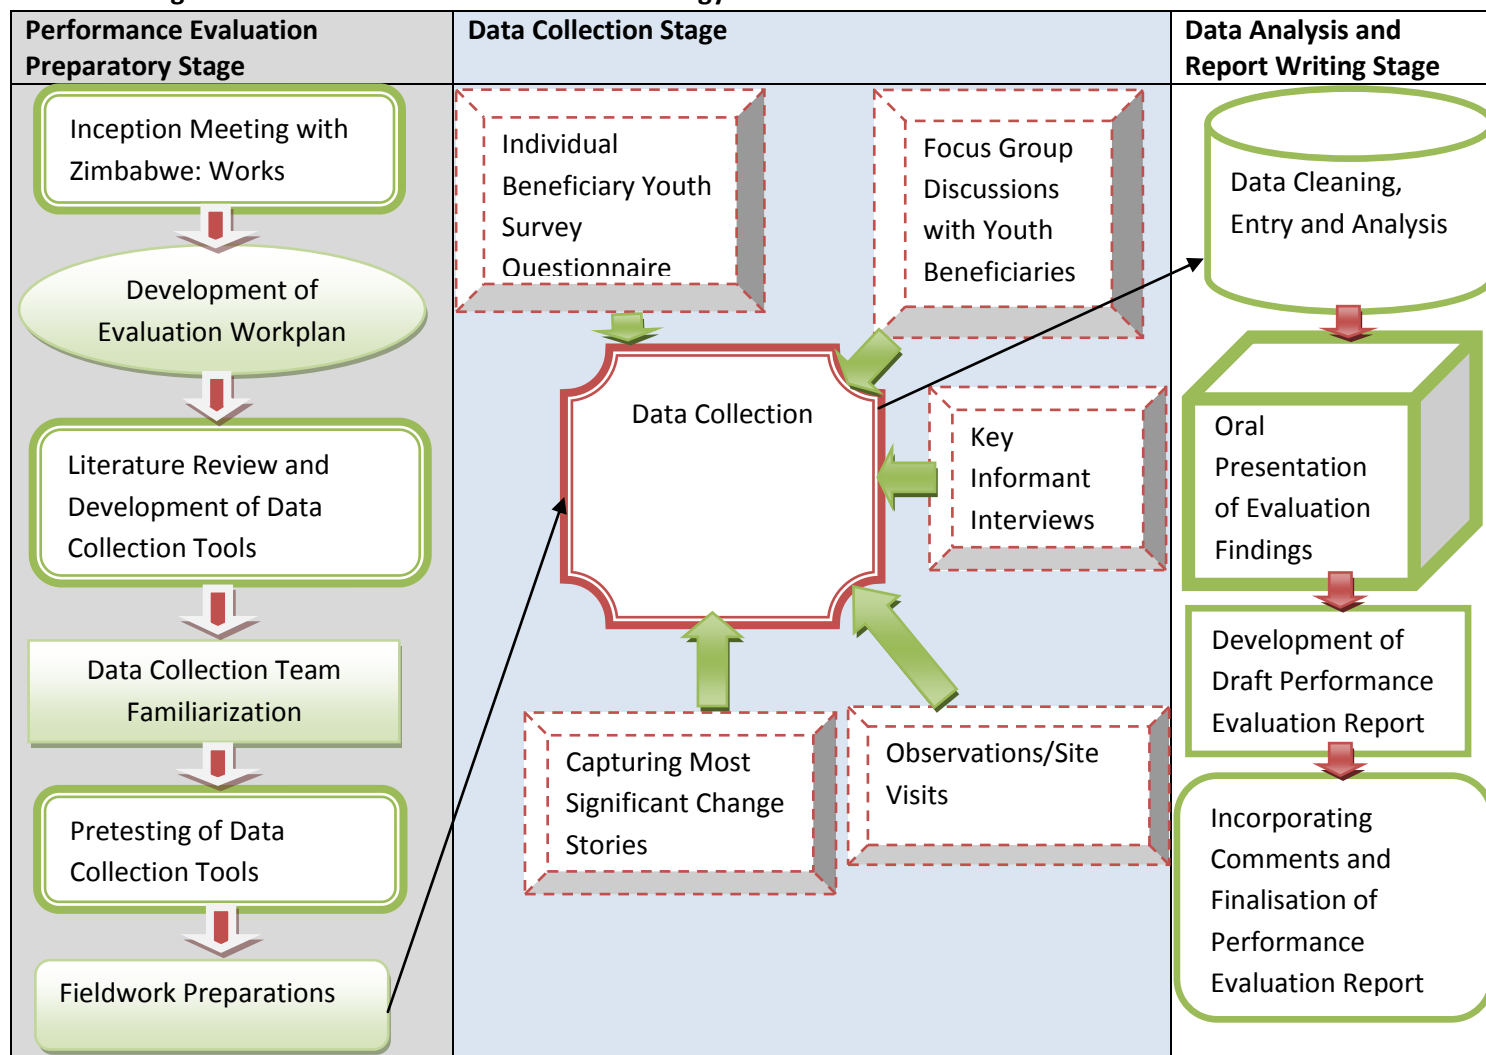 Performance Evaluation
Preparatory Stage
Inception Meeting with
Zimbabwe: Works
Development of
Evaluation Workplan
Literature Review and
Development of Data
Collection Tools
Data Collection Team
Familiarization
Pretesting of Data
Collection Tools
Fieldwork Preparations
Data Collection Stage
Individual
Beneficiary Youth
Survey
Questionnaire
Focus Group
Discussions
with Youth
Beneficiaries
Data Collection
Key
Informant
Interviews
Capturing Most
Significant Change
Stories
Observations/Site
Visits
Data Analysis and
Report Writing Stage
Data Cleaning,
Entry and Analysis
Oral
Presentation
of Evaluation
Findings
Development of
Draft Performance
Evaluation Report
Incorporating
Comments and
Finalisation of
Performance
Evaluation Report